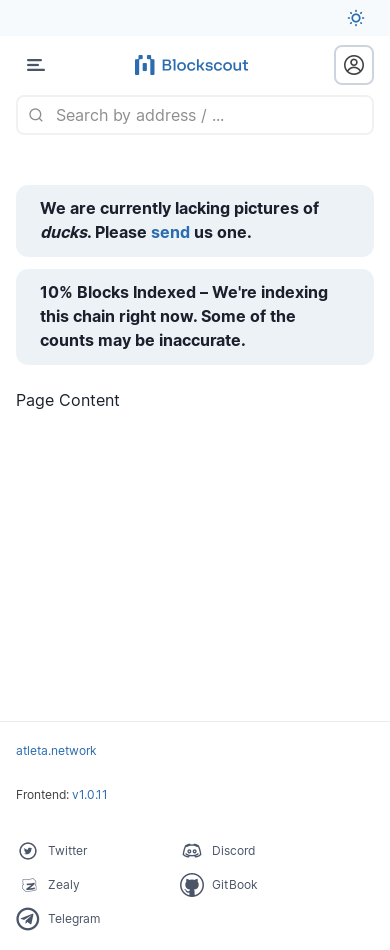 Blockscout
Search by address / ...
We are currently lacking pictures of
ducks. Please send us one.
10% Blocks Indexed – We're indexing
this chain right now. Some of the
counts may be inaccurate.
Page Content
atleta.network
Frontend: v1.0.11
Twitter
Discord
Zealy
GitBook
Telegram